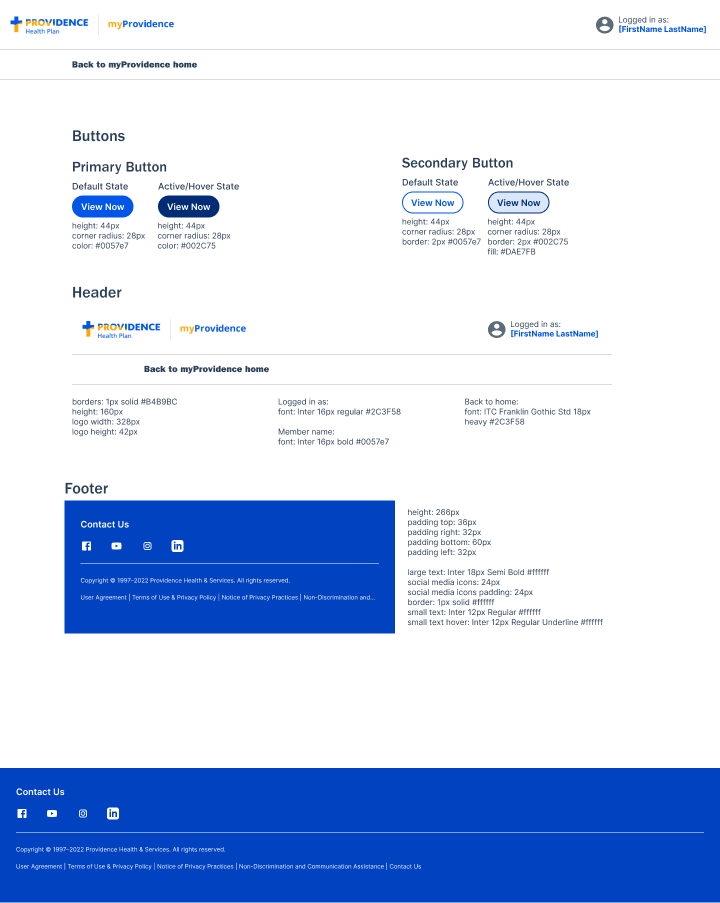 PROVIDENCE
Health Plan
myProvidence
Logged in as:
[FirstName LastName]
Back to myProvidence home
Buttons
Primary Button
Default State
Active/Hover State
View Now
View Now
height: 44px
corner radius: 28px
color: #0057e7
height: 44px
corner radius: 28px
color: #002C75
Secondary Button
Default State
Active/Hover State
View Now
View Now
height: 44px
corner radius: 28px
border: 2px #0057e7
height: 44px
corner radius: 28px
border: 2px #002C75
fill: #DAE7FB
Header
PROVIDENCE
Health Plan
myProvidence
Logged in as:
[FirstName LastName]
Back to myProvidence home
borders: 1px solid #B4B9BC
height: 160px
logo width: 328px
logo height: 42px
Logged in as:
font: Inter 16px regular #2C3F58
Member name:
font: Inter 16px bold #0057e7
Back to home:
font: ITC Franklin Gothic Std 18px
heavy #2C3F58
Footer
Contact Us
in
Copyright © 1997-2022 Providence Health & Services. All rights reserved.
User Agreement | Terms of Use & Privacy Policy | Notice of Privacy Practices | Non-Discrimination and...
height: 266px
padding top: 36px
padding right: 32px
padding bottom: 60px
padding left: 32px
large text: Inter 18px Semi Bold #ffffff
social media icons: 24px
social media icons padding: 24px
border: 1px solid #ffffff
small text: Inter 12px Regular #ffffff
small text hover: Inter 12px Regular Underline #ffffff
Contact Us
in
Copyright © 1997-2022 Providence Health & Services. All rights reserved.
User Agreement | Terms of Use & Privacy Policy | Notice of Privacy Practices | Non-Discrimination and Communication Assistance | Contact Us